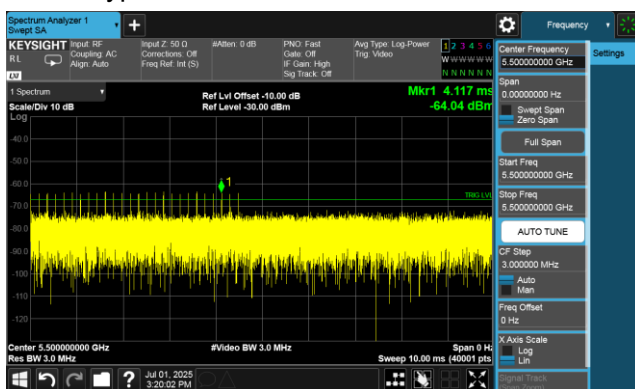 Spectrum Analyzer 1
Swept SA
Frequency
KEYSIGHT
RL
LW
Input: RF
Coupling: AC
Align: Auto
Input Z: 50 Ω
Corrections: Off
Freq Ref: Int (S)
#Atten: 0 dB
PNO: Fast
Gate: Off
IF Gain: High
Sig Track: Off
Avg Type: Log-Power
Trig: Video
1 2 3 4 5 6
W W W W W W
N N N N N N
1 Spectrum
Scale/Div 10 dB
Log
Ref Lvl Offset -10.00 dB
Ref Level -30.00 dBm
Mkr1 4.117 ms
-64.04 dBm
-40.0
-50.0
-60.0
-70.0
-80.0
-90.0
-100
-110
-120
1
TRIG LVL
Center 5.500000000 GHz
Res BW 3.0 MHz
#Video BW 3.0 MHz
Span 0 Hz
Sweep 10.00 ms (40001 pts)
Jul 01, 2025
3:20:02 PM
?
Center Frequency
5.500000000 GHz
Settings
Span
0.00000000 Hz
Swept Span
Zero Span
Full Span
Start Freq
5.500000000 GHz
Stop Freq
5.500000000 GHz
AUTO TUNE
CF Step
3.000000 MHz
Auto
Man
Freq Offset
0 Hz
X Axis Scale
Log
Lin
Signal Track